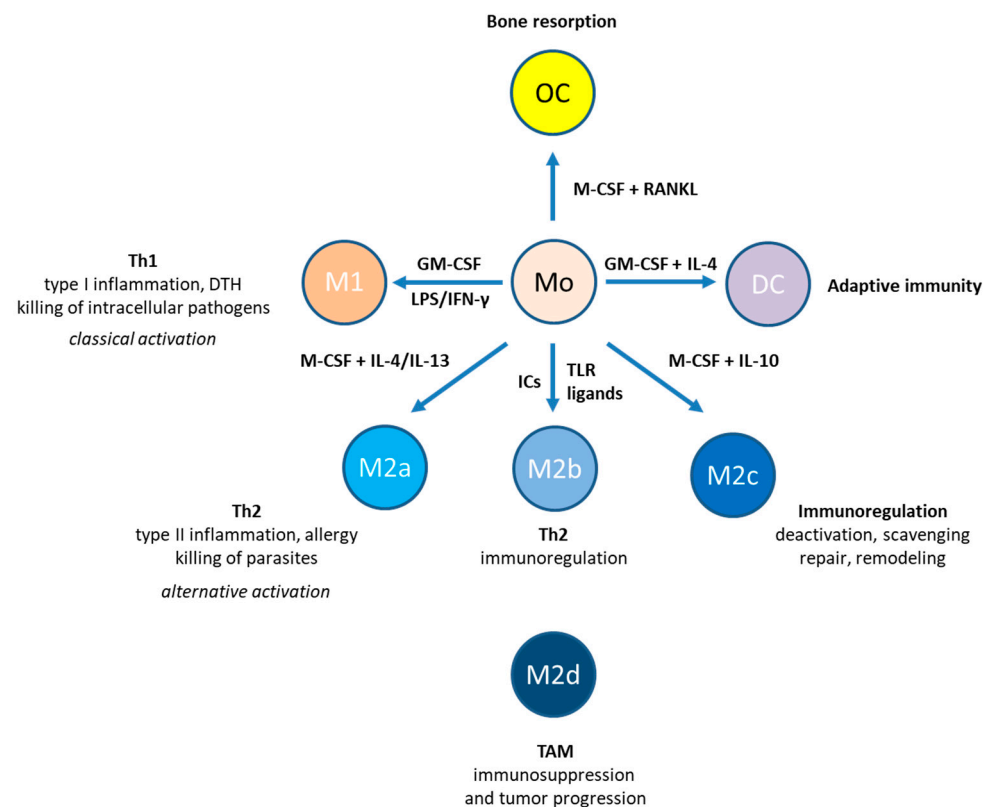 Bone resorption
OC
M-CSF + RANKL
Th1
type I inflammation, DTH
killing of intracellular pathogens
classical activation
M1
GM-CSF
LPS/IFN-γ
Mo
GM-CSF + IL-4
DC
Adaptive immunity
M-CSF + IL-4/IL-13
ICs
TLR
ligands
M-CSF + IL-10
M2a
M2b
M2c
Th2
type II inflammation, allergy
killing of parasites
alternative activation
Th2
immunoregulation
Immunoregulation
deactivation, scavenging
repair, remodeling
M2d
TAM
immunosuppression
and tumor progression